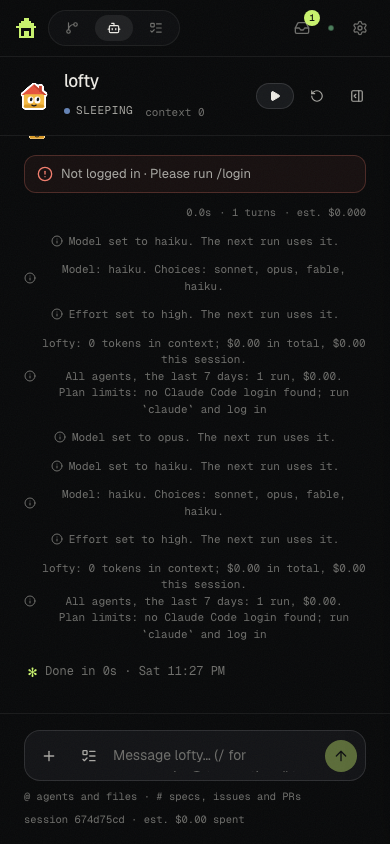 1
lofty
SLEEPING context 0
Not logged in · Please run /login
0.0s · 1 turns · est. $0.000
Model set to haiku. The next run uses it.
Model: haiku. Choices: sonnet, opus, fable,
haiku.
Effort set to high. The next run uses it.
lofty: 0 tokens in context; $0.00 in total, $0.00
this session.
All agents, the last 7 days: 1 run, $0.00.
Plan limits: no Claude Code login found; run
`claude` and log in
Model set to opus. The next run uses it.
Model set to haiku. The next run uses it.
Model: haiku. Choices: sonnet, opus, fable,
haiku.
Effort set to high. The next run uses it.
lofty: 0 tokens in context; $0.00 in total, $0.00
this session.
All agents, the last 7 days: 1 run, $0.00.
Plan limits: no Claude Code login found; run
`claude` and log in
Done in 0s · Sat 11:27 PM
Message lofty… (/ for
@ agents and files · # specs, issues and PRs
session 674d75cd · est. $0.00 spent